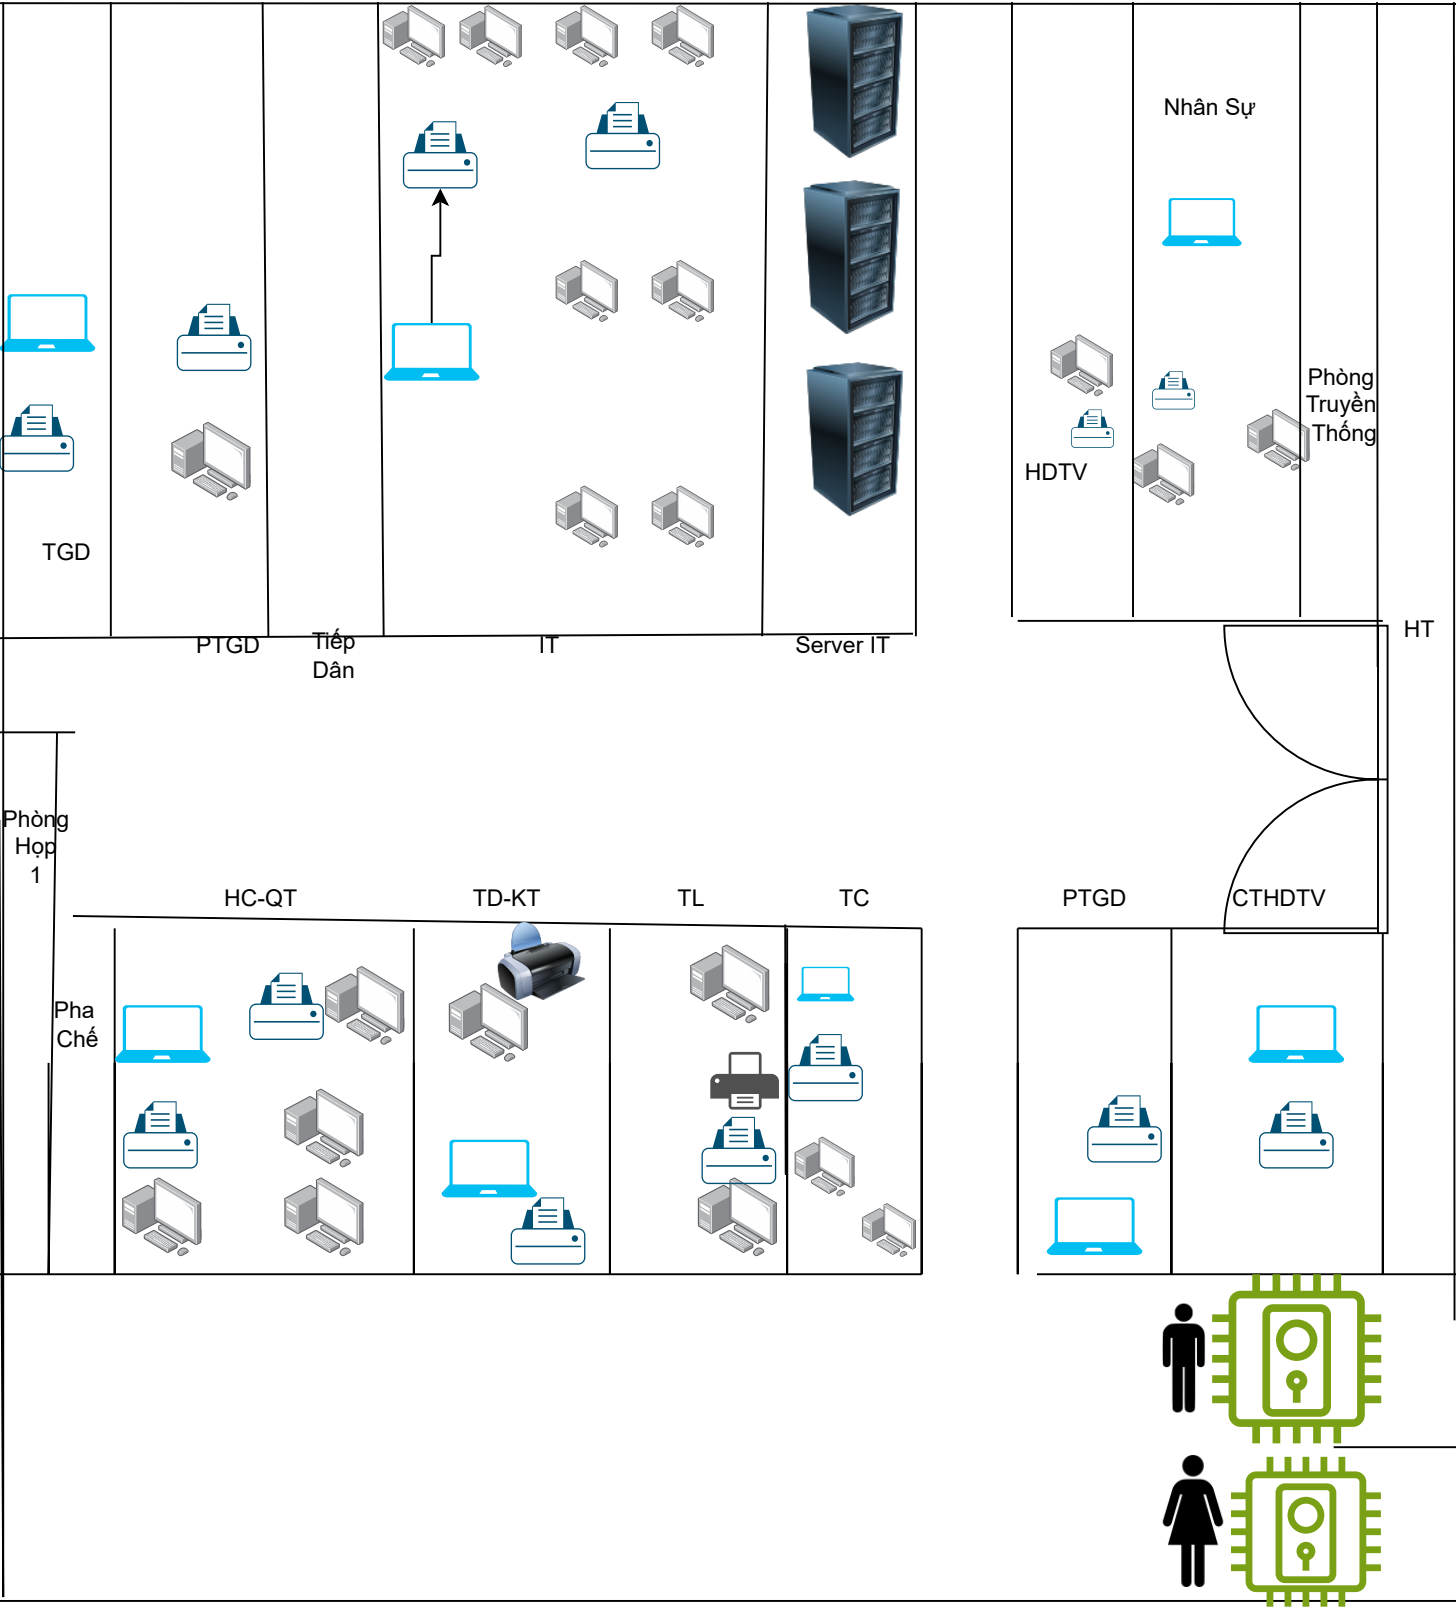 Nhân Sự
Phòng
Truyền
Thống
HDTV
TGD
PTGD
Tiếp
Dân
IT
Server IT
HT
Phòng
Họp
1
HC-QT
TD-KT
TL
TC
PTGD
CTHDTV
Pha
Chế